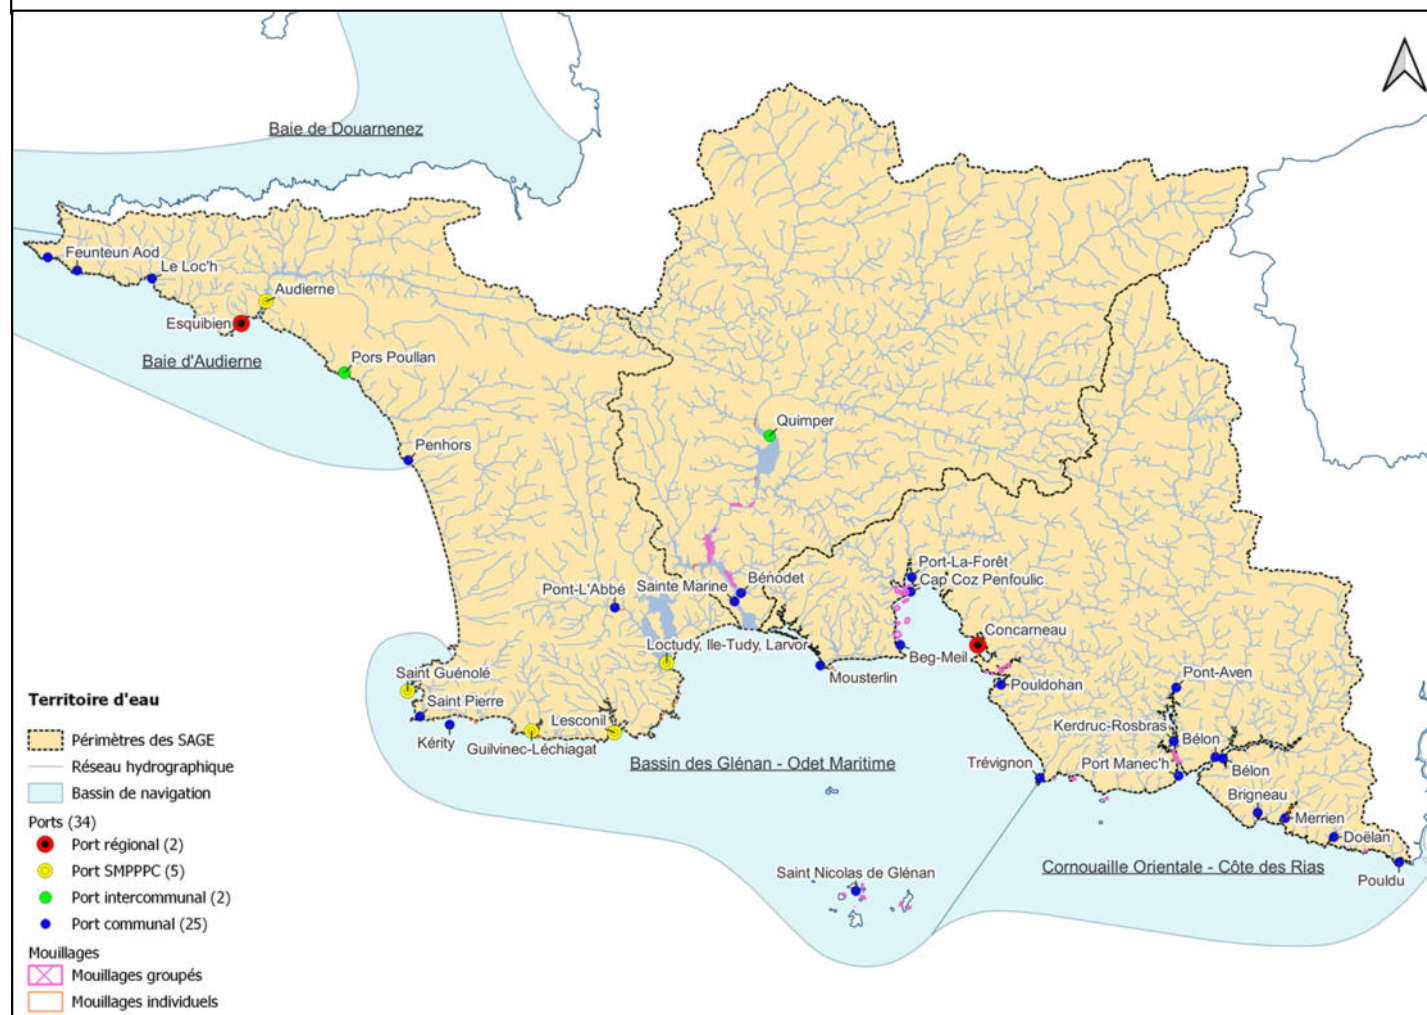 Baie de Douarnenez
Feunteun Aod
Le Loc'h
Audierne
Esquibien
Baie d'Audierne
Pors Poullan
Quimper
Penhors
Port-La-Forêt
Cap Coz Penfoulic
Bénodet
Sainte Marine
Pont-L'Abbé
Concarneau
Loctudy, Ile-Tudy, Larvor
Beg-Meil
Mousterlin
Saint Guénolé
Pouldohan
Pont-Aven
Saint Pierre
Kerdruc-Rosbras
Lesconil
Kérity
Guilvinec-Léchiagat
Bélon
Bassin des Glénan - Odet Maritime
Trévignon
Port Manec'h
Bélon
Brigneau
Merrien
Doëlan
Saint Nicolas de Glénan
Cornouaille Orientale - Côte des Rias
Pouldu
Territoire d'eau
Périmètres des SAGE
Réseau hydrographique
Bassin de navigation
Ports (34)
Port régional (2)
Port SMPPPC (5)
Port intercommunal (2)
Port communal (25)
Mouillages
Mouillages groupés
Mouillages individuels